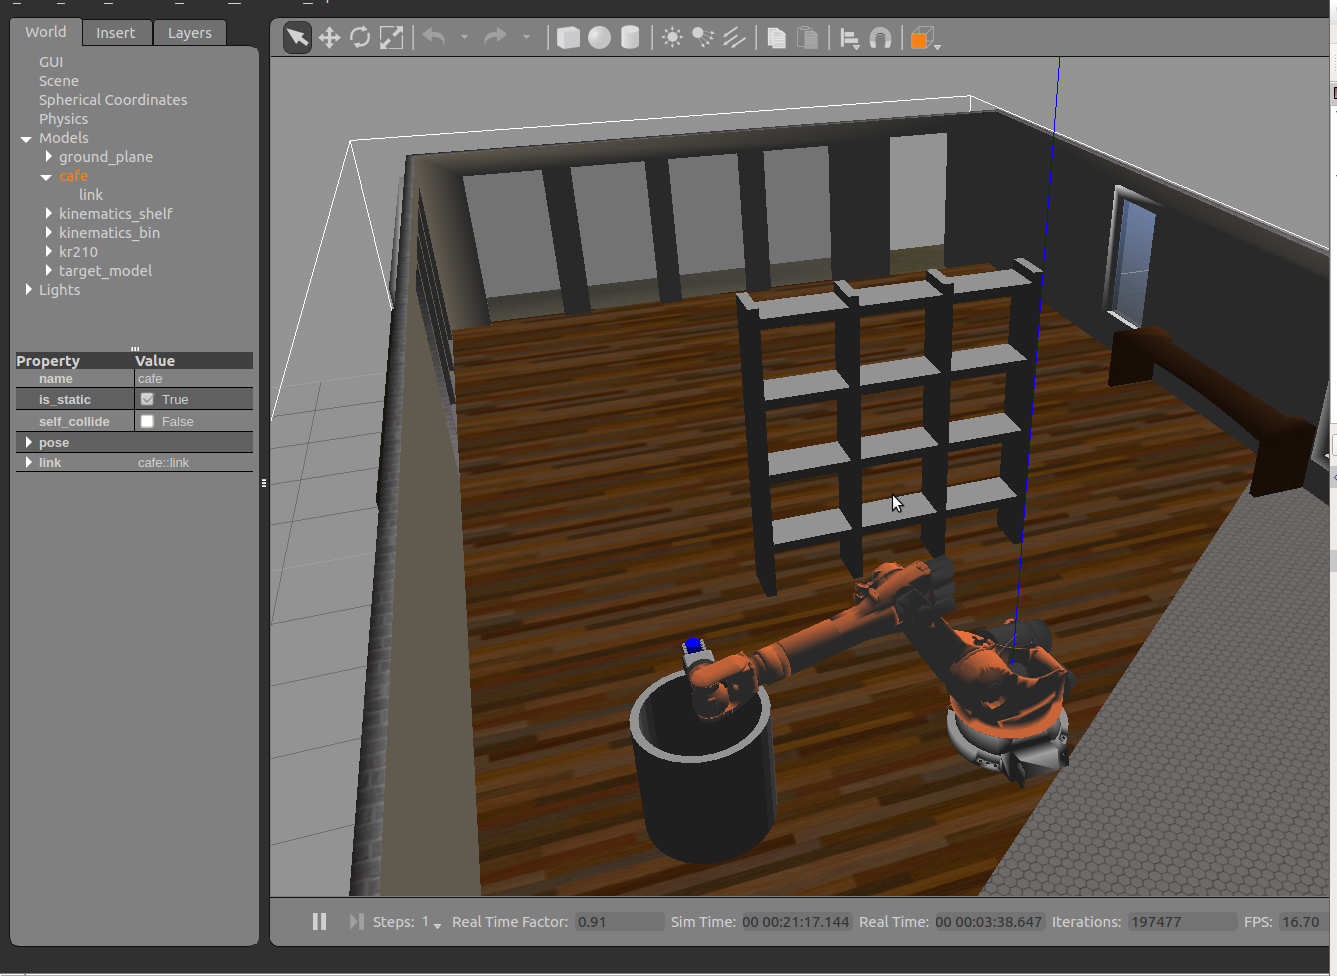 World Insert Layers
GUI
Scene
Spherical Coordinates
Physics
Models
ground_plane
cafe
link
kinematics_shelf
kinematics_bin
kr210
target_model
Lights
Property Value
name cafe
is_static True
self_collide False
pose
link cafe::link
Steps: 1 Real Time Factor: 0.91 Sim Time: 00 00:21:17.144 Real Time: 00 00:03:38.647 Iterations: 197477 FPS: 16.70